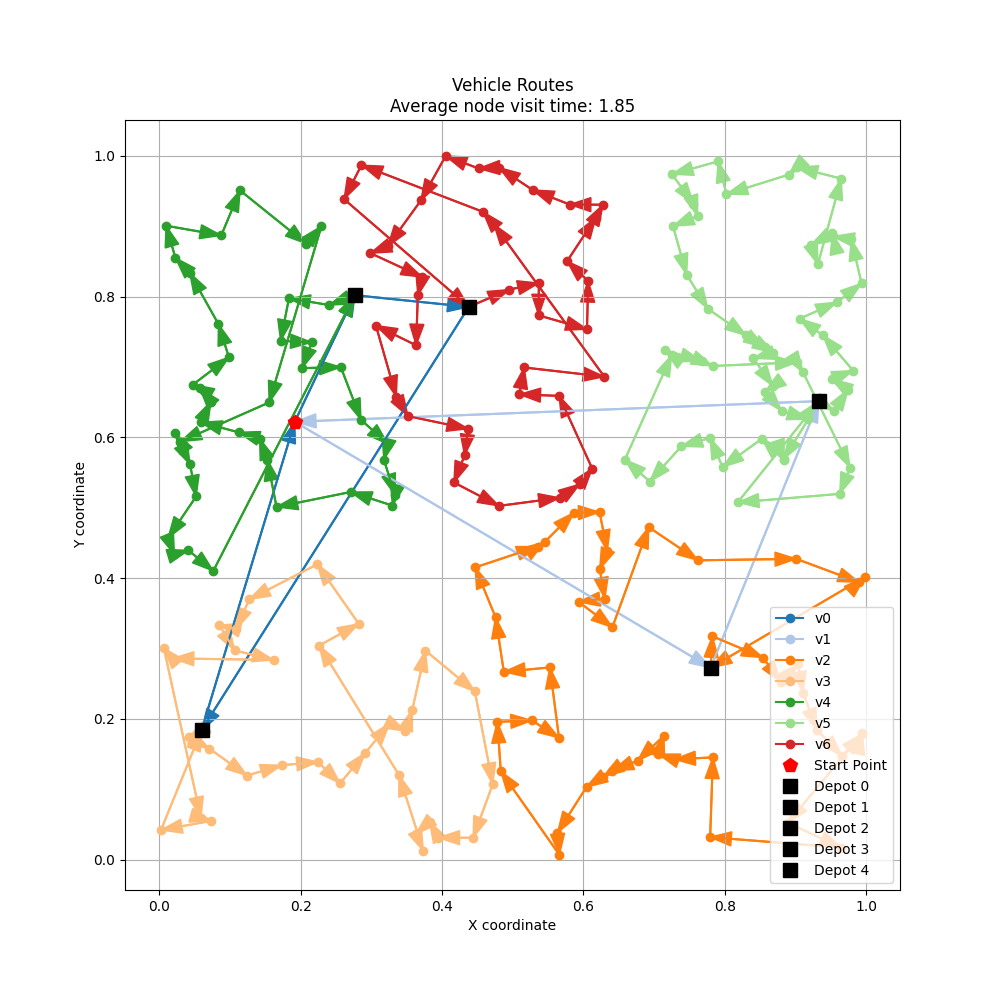 Vehicle Routes
Average node visit time: 1.85
1.0
0.8
0.6
0.4
0.2
0.0
Y coordinate
0.0 0.2 0.4 0.6 0.8 1.0
X coordinate
v0
v1
v2
v3
v4
v5
v6
Start Point
Depot 0
Depot 1
Depot 2
Depot 3
Depot 4